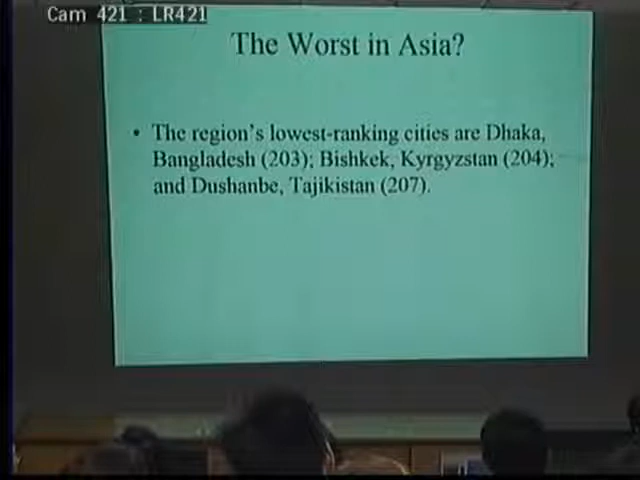 Cam 421 : LR421
The Worst in Asia?
• The region's lowest-ranking cities are Dhaka,
Bangladesh (203); Bishkek, Kyrgyzstan (204);
and Dushanbe, Tajikistan (207).